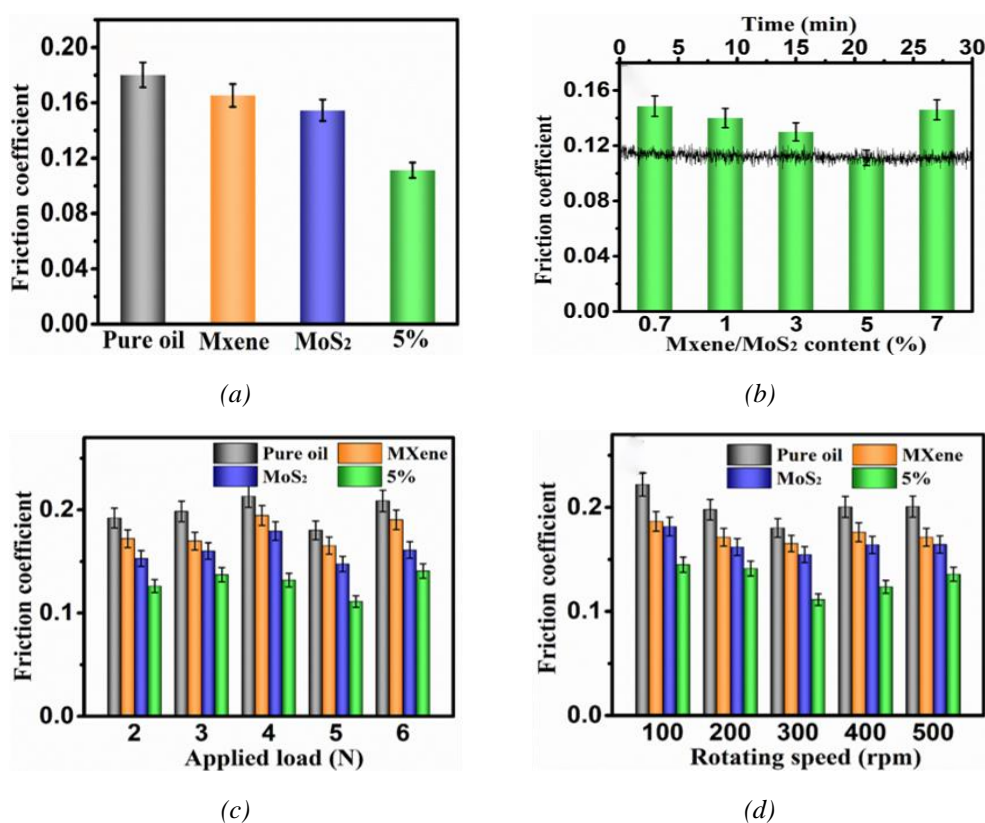 Friction coefficient
0.20
0.16
0.12
0.08
0.04
0.00
Pure oil Mxene MoS₂ 5%
(a)
Time (min)
0 5 10 15 20 25 30
Friction coefficient
0.16
0.12
0.08
0.04
0.00
0.7 1 3 5 7
Mxene/MoS₂ content (%)
(b)
Pure oil MXene
MoS₂ 5%
Friction coefficient
0.2
0.1
0.0
2 3 4 5 6
Applied load (N)
(c)
Pure oil MXene
MoS₂ 5%
Friction coefficient
0.2
0.1
0.0
100 200 300 400 500
Rotating speed (rpm)
(d)